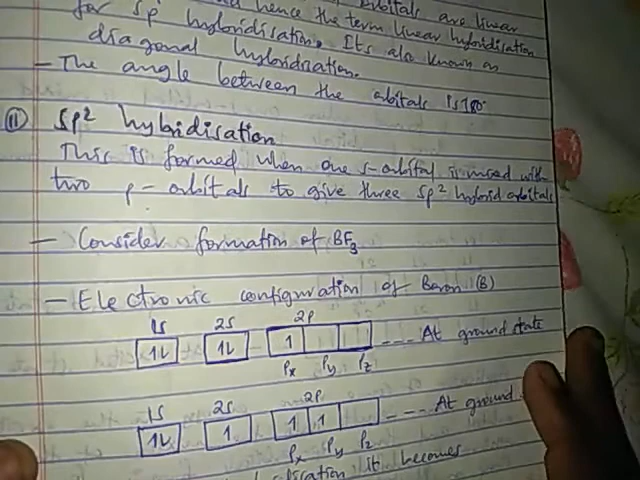 and hence the term linear hybridisation
for sp hybridisation. Its also known as
diagonal hybridisation.
- The angle between the orbitals is 180°
(ii) Sp² hybridisation
This is formed when one s-orbital is mixed with
two p-orbitals to give three sp² hybrid orbitals
- Consider formation of BF₃
- Electronic configuration of Boron (B)
1s 2s 2p
1L 1L 1 --- At ground state
Px Py Pz
1s 2s 2p
1L 1 1 1 ---- At ground
Px Py Pz
it becomes